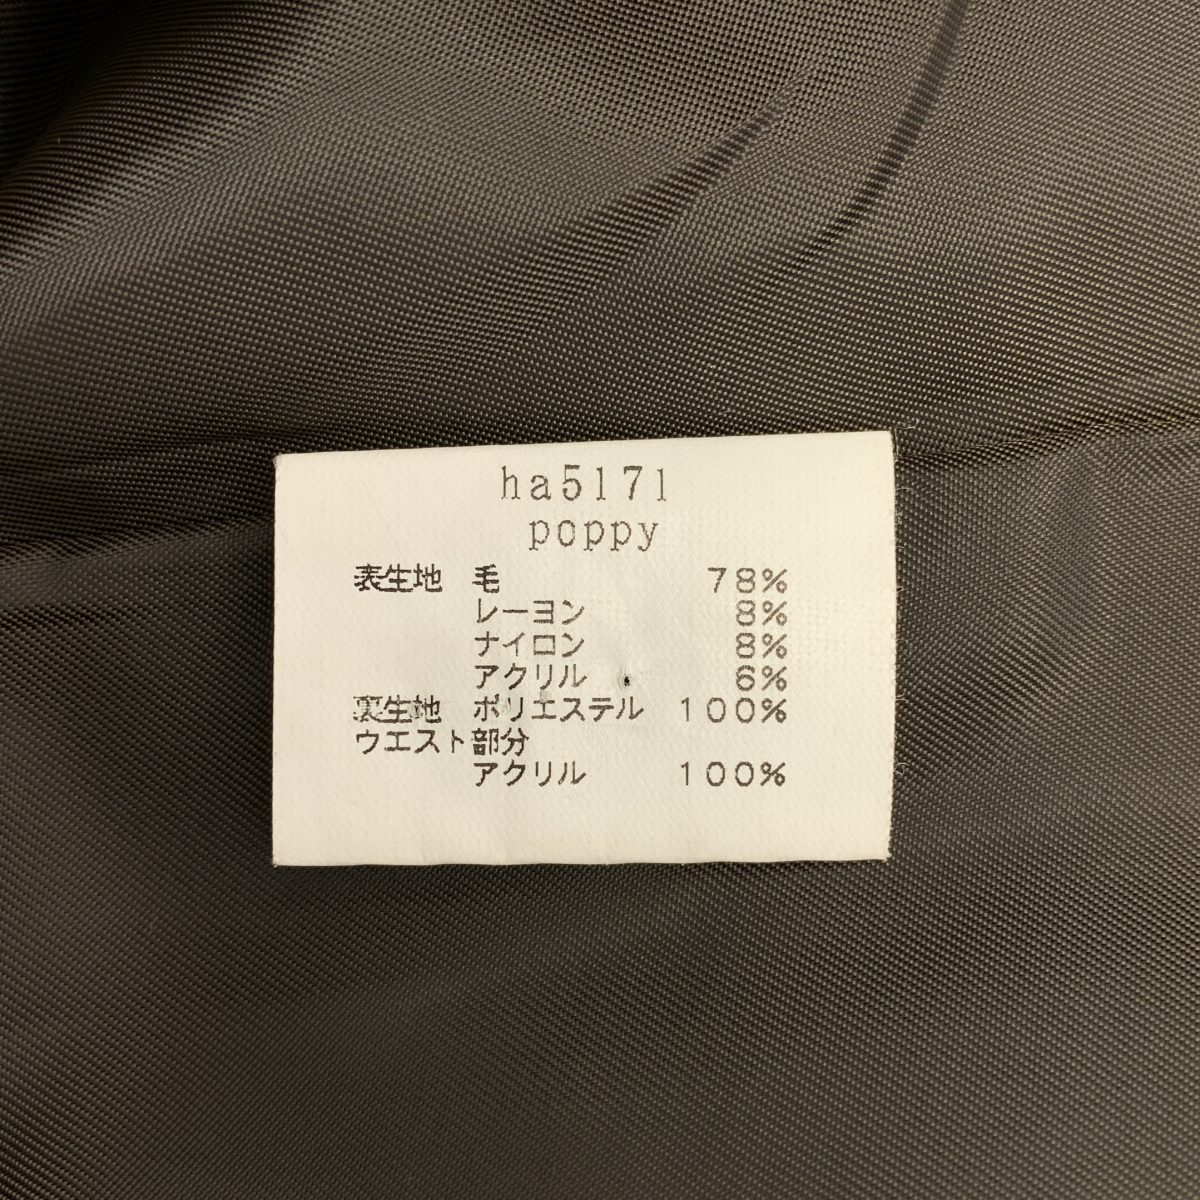 ha5171
poppy
表生地 毛 78%
レーヨン 8%
ナイロン 8%
アクリル 6%
裏生地 ポリエステル 100%
ウエスト部分
アクリル 100%